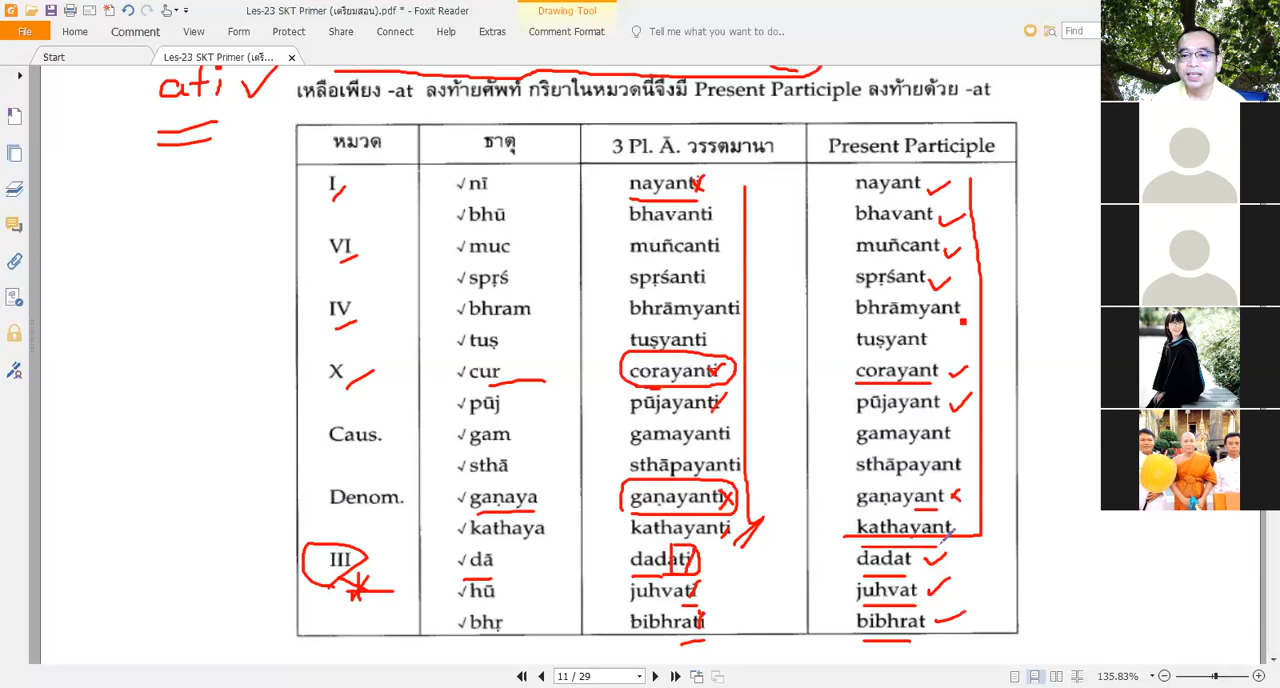 Les-23 SKT Primer (เตรียมสอน).pdf * - Foxit Reader
Drawing Tool
File Home Comment View Form Protect Share Connect Help Extras Comment Format Tell me what you want to do.. Find
Start Les-23 SKT Primer (เตรี...
ati
เหลือเพียง -at ลงท้ายศัพท์ กริยาในหมวดนี้จึงมี Present Participle ลงท้ายด้วย -at
หมวด ธาตุ 3 Pl. Ā. วรรตมานา Present Participle
I √nī nayanti nayant
√bhū bhavanti bhavant
VI √muc muñcanti muñcant
√spṛś spṛśanti spṛśant
IV √bhram bhrāmyanti bhrāmyant
√tuṣ tuṣyanti tuṣyant
X √cur corayanti corayant
√pūj pūjayanti pūjayant
Caus. √gam gamayanti gamayant
√sthā sthāpayanti sthāpayant
Denom. √gaṇaya gaṇayanti gaṇayant
√kathaya kathayanti kathayant
III √dā dadati dadat
√hū juhvati juhvat
√bhṛ bibhrati bibhrat
11 / 29 135.83%